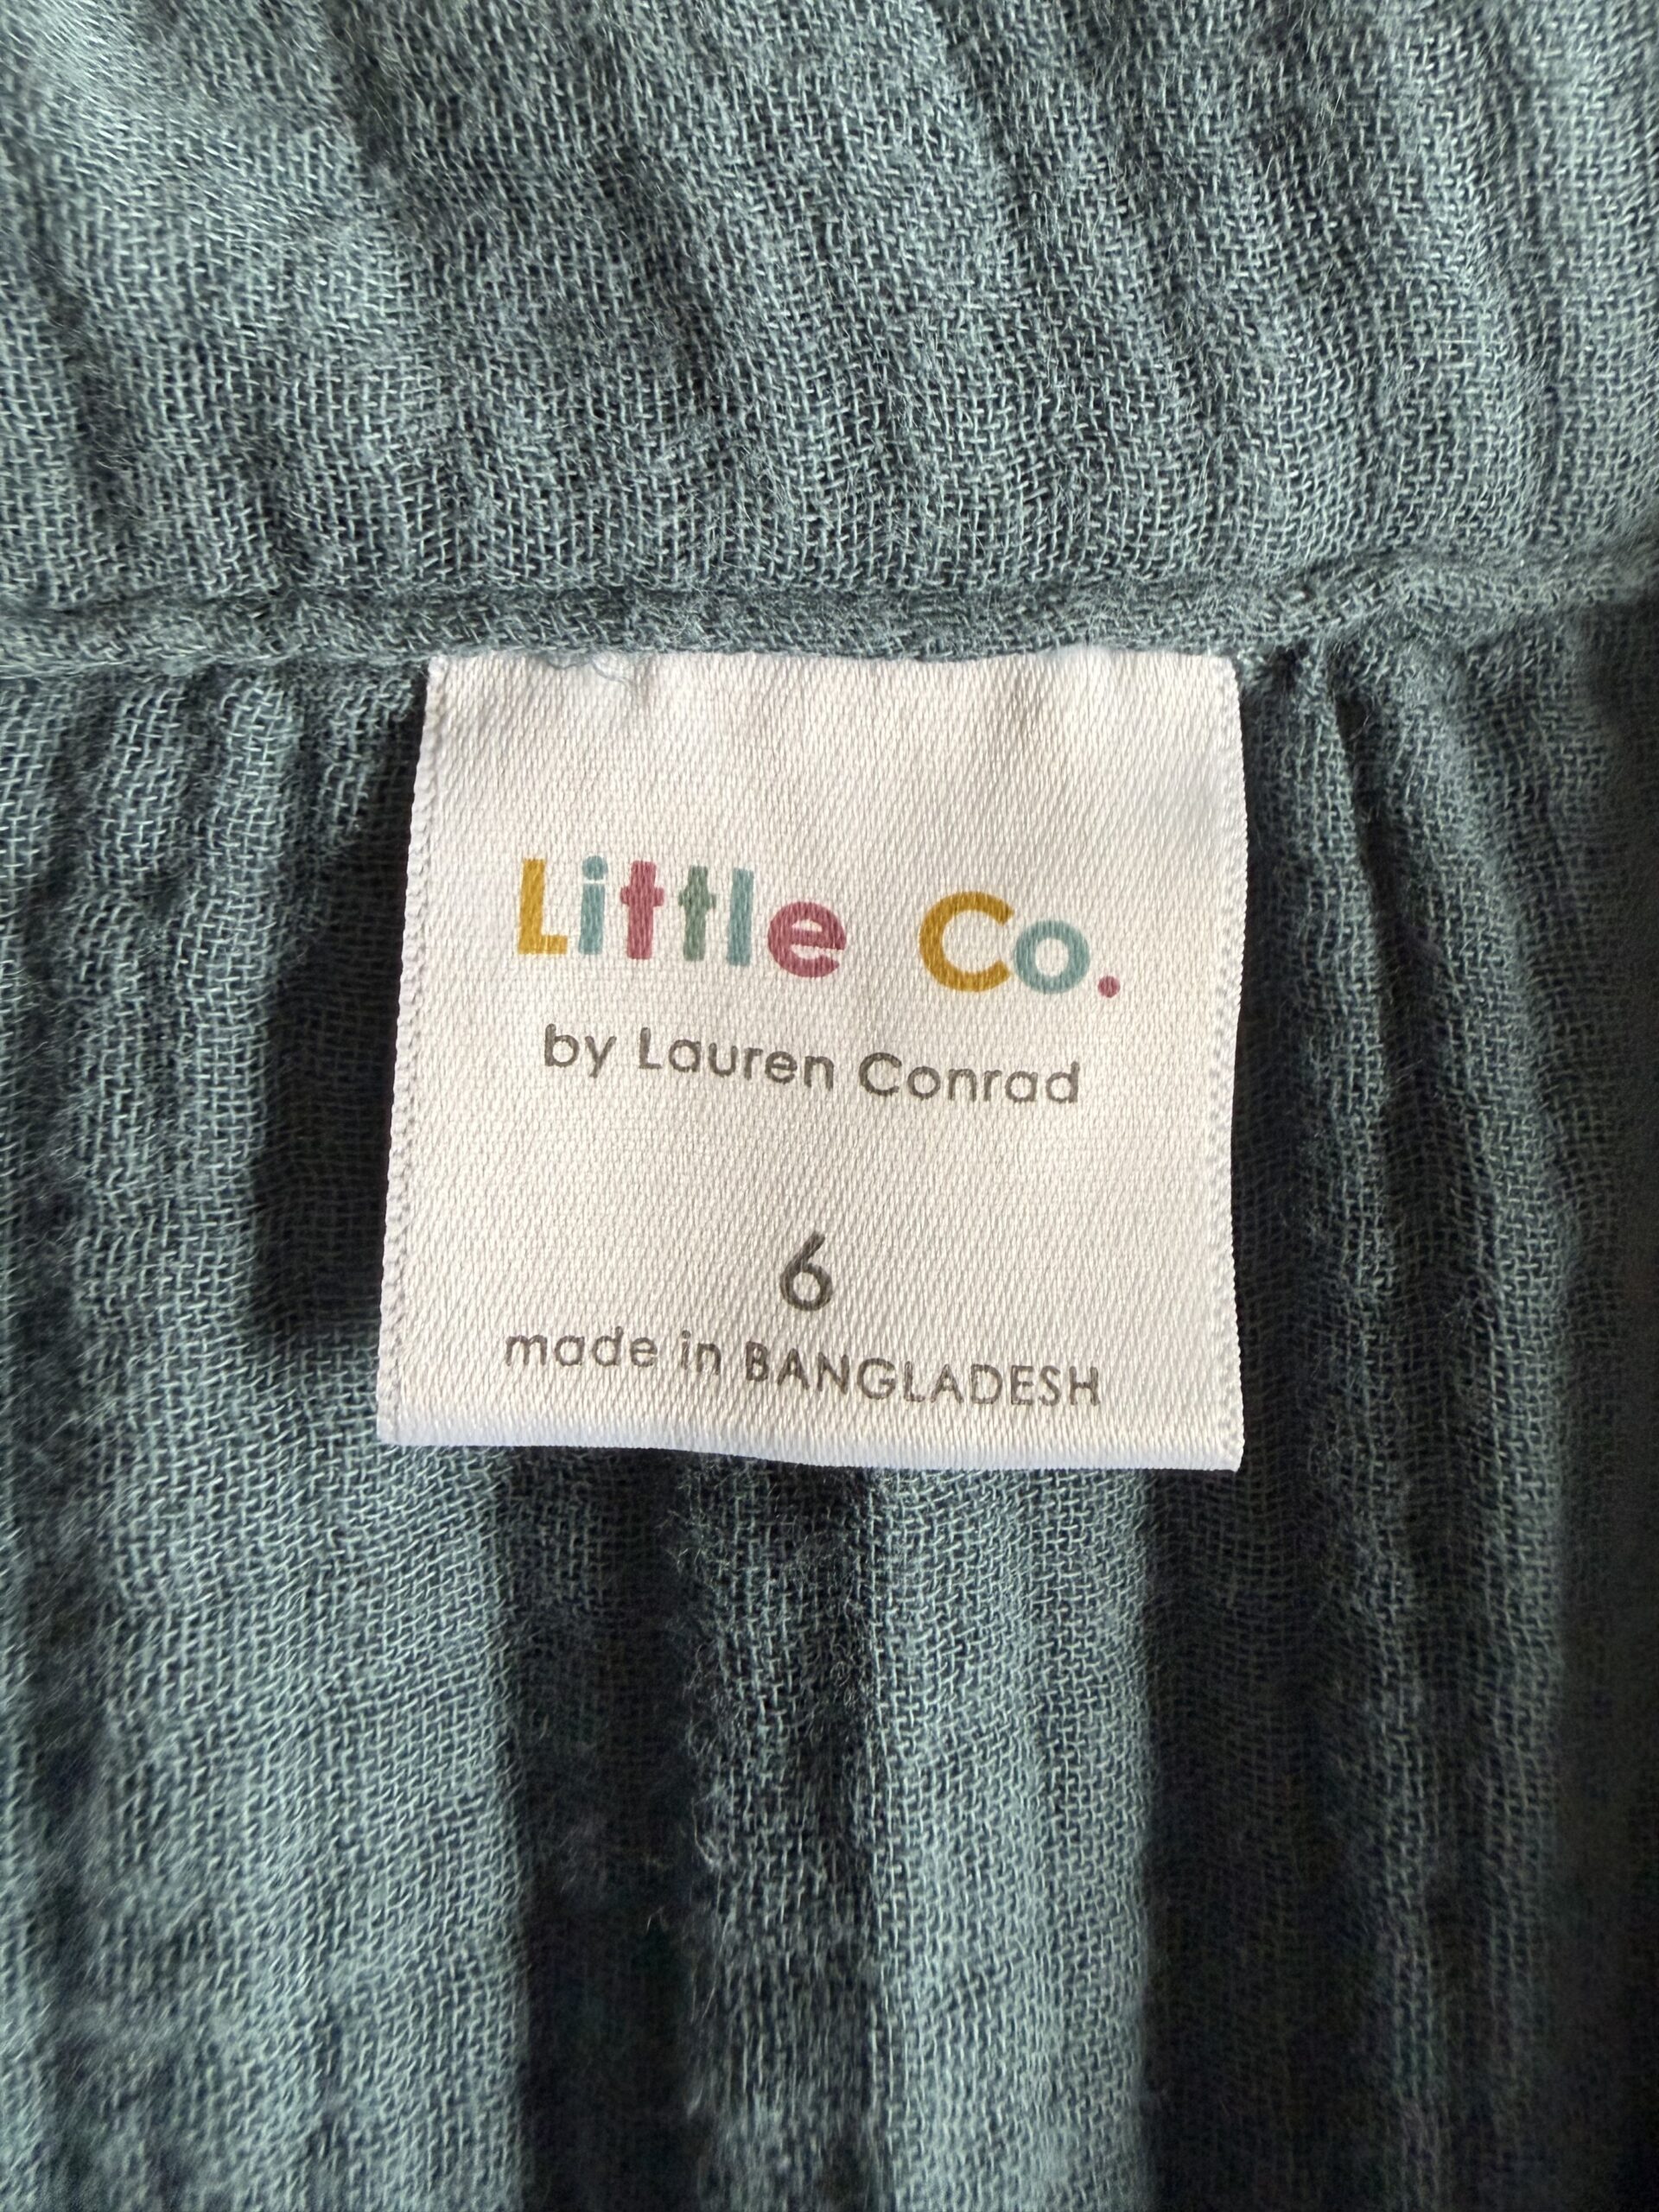 Little Co.
by Lauren Conrad
6
made in BANGLADESH